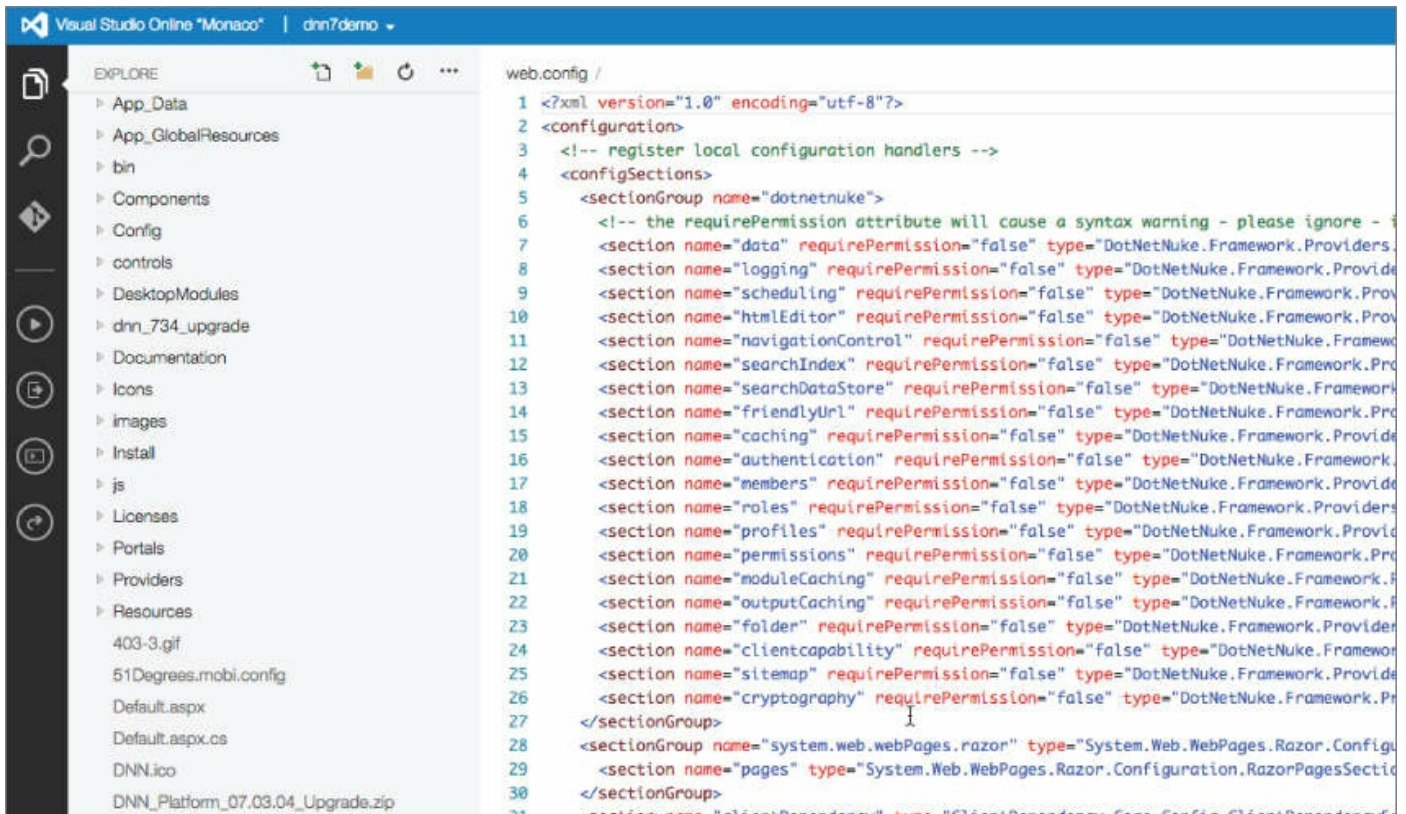 Visual Studio Online "Monaco" | dnn7demo
EXPLORE
App_Data
App_GlobalResources
bin
Components
Config
controls
DesktopModules
dnn_734_upgrade
Documentation
Icons
images
Install
js
Licenses
Portals
Providers
Resources
403-3.gif
51Degrees.mobi.config
Default.aspx
Default.aspx.cs
DNN.ico
DNN_Platform_07.03.04_Upgrade.zip
web.config /
1 <?xml version="1.0" encoding="utf-8"?>
2 <configuration>
3 <!-- register local configuration handlers -->
4 <configSections>
5 <sectionGroup name="dotnetnuke">
6 <!-- the requirePermission attribute will cause a syntax warning - please ignore -
7 <section name="data" requirePermission="false" type="DotNetNuke.Framework.Providers.
8 <section name="logging" requirePermission="false" type="DotNetNuke.Framework.Provide
9 <section name="scheduling" requirePermission="false" type="DotNetNuke.Framework.Prov
10 <section name="htmlEditor" requirePermission="false" type="DotNetNuke.Framework.Prov
11 <section name="navigationControl" requirePermission="false" type="DotNetNuke.Framewo
12 <section name="searchIndex" requirePermission="false" type="DotNetNuke.Framework.Pro
13 <section name="searchDataStore" requirePermission="false" type="DotNetNuke.Framework
14 <section name="friendlyUrl" requirePermission="false" type="DotNetNuke.Framework.Pro
15 <section name="caching" requirePermission="false" type="DotNetNuke.Framework.Provide
16 <section name="authentication" requirePermission="false" type="DotNetNuke.Framework.
17 <section name="members" requirePermission="false" type="DotNetNuke.Framework.Provide
18 <section name="roles" requirePermission="false" type="DotNetNuke.Framework.Providers
19 <section name="profiles" requirePermission="false" type="DotNetNuke.Framework.Provid
20 <section name="permissions" requirePermission="false" type="DotNetNuke.Framework.Pro
21 <section name="moduleCaching" requirePermission="false" type="DotNetNuke.Framework.P
22 <section name="outputCaching" requirePermission="false" type="DotNetNuke.Framework.P
23 <section name="folder" requirePermission="false" type="DotNetNuke.Framework.Provider
24 <section name="clientcapability" requirePermission="false" type="DotNetNuke.Framewor
25 <section name="sitemap" requirePermission="false" type="DotNetNuke.Framework.Provide
26 <section name="cryptography" requirePermission="false" type="DotNetNuke.Framework.Pr
27 </sectionGroup>
28 <sectionGroup name="system.web.webPages.razor" type="System.Web.WebPages.Razor.Configu
29 <section name="pages" type="System.Web.WebPages.Razor.Configuration.RazorPagesSectio
30 </sectionGroup>